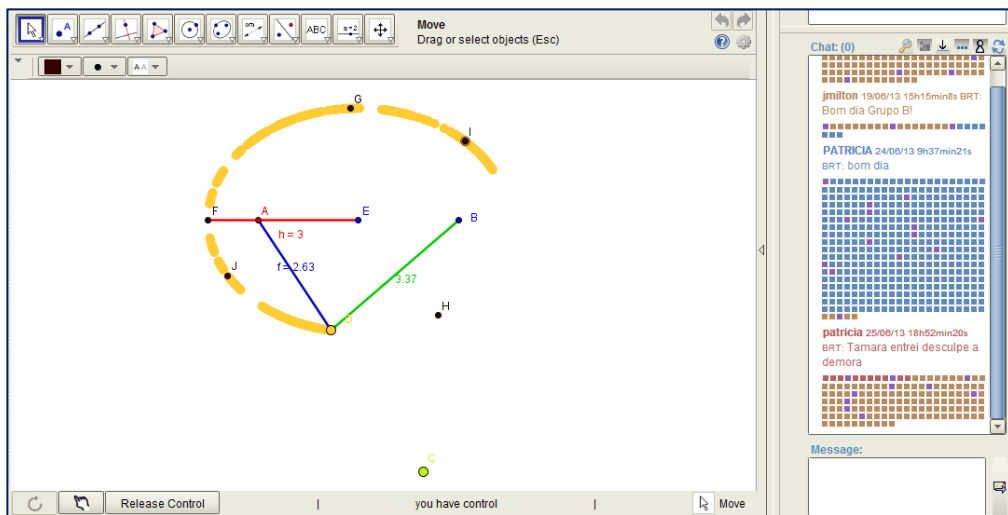 Move
Drag or select objects (Esc)
ABC
a=2
A A
G
I
F
A
E
B
h = 3
J
f = 2.63
3.37
D
H
C
Release Control
you have control
Move
Chat: (0)
jmilton 19/06/13 15h15min8s BRT:
Bom dia Grupo B!
PATRICIA 24/06/13 9h37min21s
BRT: bom dia
patricia 25/06/13 18h52min20s
BRT: Tamara entrei desculpe a
demora
Message: